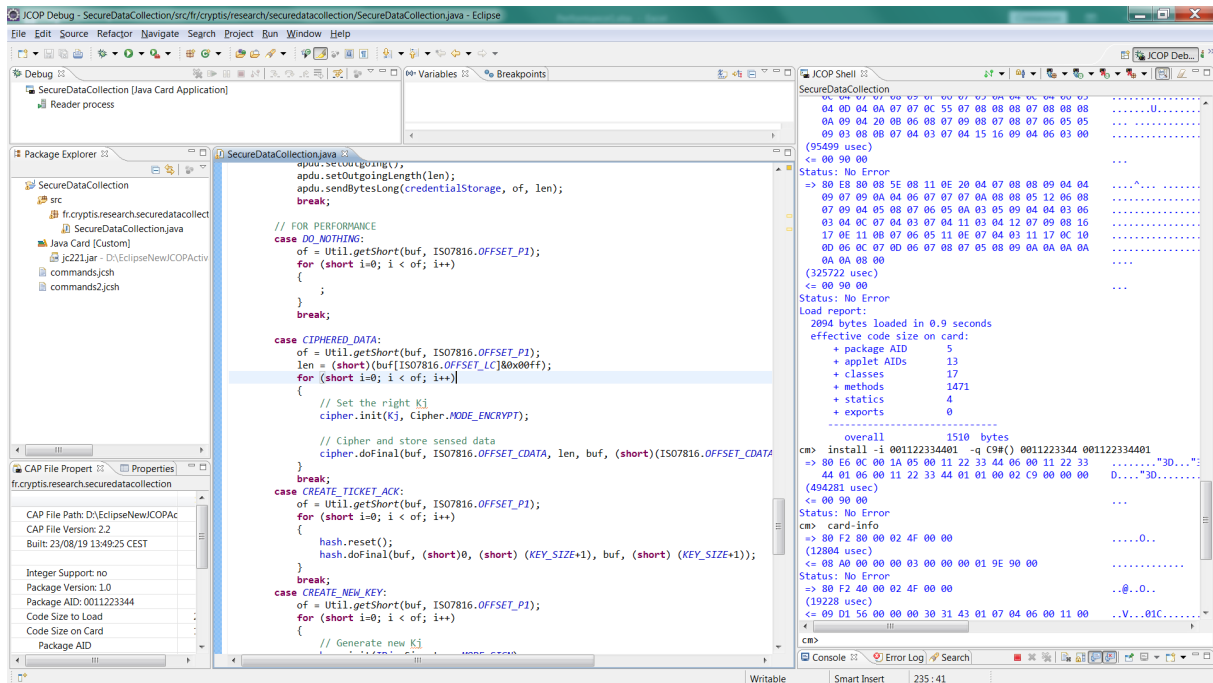 JCOP Debug - SecureDataCollection/src/fr/cryptis/research/securedatacollection/SecureDataCollection.java - Eclipse
File Edit Source Refactor Navigate Search Project Run Window Help
JCOP Deb...
Debug
SecureDataCollection [Java Card Application]
Reader process
Variables Breakpoints
Package Explorer
SecureDataCollection
src
fr.cryptis.research.securedatacollect
SecureDataCollection.java
Java Card [Custom]
jc221.jar - D:\EclipseNewJCOPActiv
commands.jcsh
commands2.jcsh
CAP File Propert Properties
fr.cryptis.research.securedatacollection
CAP File Path: D:\EclipseNewJCOPAc
CAP File Version: 2.2
Built: 23/08/19 13:49:25 CEST
Integer Support: no
Package Version: 1.0
Package AID: 0011223344
Code Size to Load
Code Size on Card
Package AID
SecureDataCollection.java
apdu.setOutgoing();
apdu.setOutgoingLength(len);
apdu.sendBytesLong(credentialStorage, of, len);
break;
// FOR PERFORMANCE
case DO_NOTHING:
of = Util.getShort(buf, ISO7816.OFFSET_P1);
for (short i=0; i < of; i++)
{
;
}
break;
case CIPHERED_DATA:
of = Util.getShort(buf, ISO7816.OFFSET_P1);
len = (short)(buf[ISO7816.OFFSET_LC]&0x00ff);
for (short i=0; i < of; i++)
{
// Set the right Kj
cipher.init(Kj, Cipher.MODE_ENCRYPT);
// Cipher and store sensed data
cipher.doFinal(buf, ISO7816.OFFSET_CDATA, len, buf, (short)(ISO7816.OFFSET_CDATA
}
break;
case CREATE_TICKET_ACK:
of = Util.getShort(buf, ISO7816.OFFSET_P1);
for (short i=0; i < of; i++)
{
hash.reset();
hash.doFinal(buf, (short)0, (short) (KEY_SIZE+1), buf, (short) (KEY_SIZE+1));
}
break;
case CREATE_NEW_KEY:
of = Util.getShort(buf, ISO7816.OFFSET_P1);
for (short i=0; i < of; i++)
{
// Generate new Kj
JCOP Shell
SecureDataCollection
04 0D 04 0A 07 07 0C 55 07 08 08 08 07 08 08 08 .......U........
0A 09 04 20 0B 06 08 07 09 08 07 08 07 06 05 05 ... ............
09 03 08 0B 07 04 03 07 04 15 16 09 04 06 03 00 ................
(95499 usec)
<= 00 90 00 ...
Status: No Error
=> 80 E8 80 08 5E 08 11 0E 20 04 07 08 08 09 04 04 ....^... .......
09 07 09 0A 04 06 07 07 07 0A 08 08 05 12 06 08 ................
07 09 04 05 08 07 06 05 0A 03 05 09 04 04 03 06 ................
03 04 0C 07 04 03 07 04 11 03 04 12 07 09 08 16 ................
17 0E 11 0B 07 06 05 11 0E 07 04 03 11 17 0C 10 ................
0D 06 0C 07 0D 06 07 08 07 05 08 09 0A 0A 0A 0A ................
0A 0A 08 00 ....
(325722 usec)
<= 00 90 00 ...
Status: No Error
Load report:
2094 bytes loaded in 0.9 seconds
effective code size on card:
+ package AID 5
+ applet AIDs 13
+ classes 17
+ methods 1471
+ statics 4
+ exports 0
------------------------------
overall 1510 bytes
cm> install -i 001122334401 -q C9#() 0011223344 001122334401
=> 80 E6 0C 00 1A 05 00 11 22 33 44 06 00 11 22 33 ........"3D..."3
44 01 06 00 11 22 33 44 01 01 00 02 C9 00 00 00 D...."3D........
(494281 usec)
<= 00 90 00 ...
Status: No Error
cm> card-info
=> 80 F2 80 00 02 4F 00 00 .....O..
(12804 usec)
<= 08 A0 00 00 00 03 00 00 00 01 9E 90 00 .............
Status: No Error
=> 80 F2 40 00 02 4F 00 00 ..@..O..
(19228 usec)
<= 09 D1 56 00 00 00 30 31 43 01 07 04 06 00 11 00 ..V...01C.......
cm>
Console Error Log Search
Writable Smart Insert 235 : 41